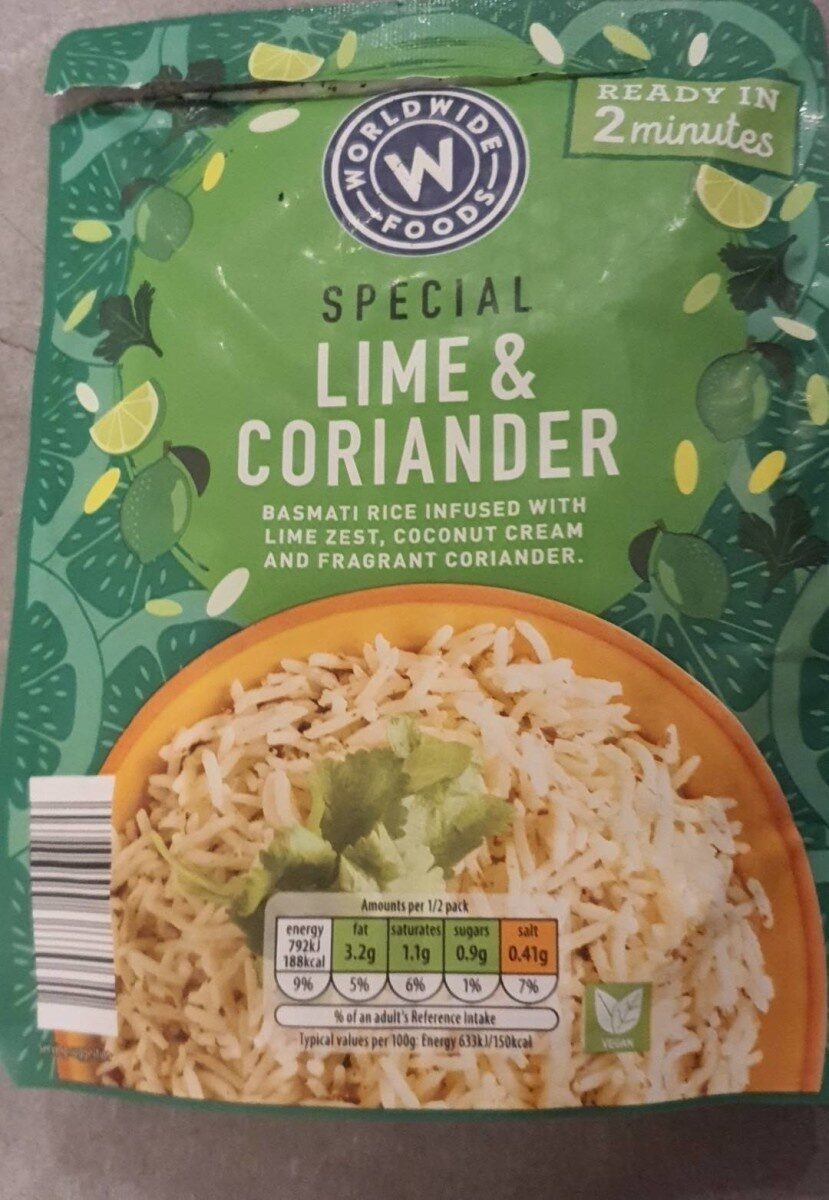 WORLDWIDE
W
FOODS
READY IN
2 minutes
SPECIAL
LIME &
CORIANDER
BASMATI RICE INFUSED WITH
LIME ZEST, COCONUT CREAM
AND FRAGRANT CORIANDER.
Amounts per 1/2 pack
energy fat saturates sugars salt
792kJ
188kcal 3.2g 1.1g 0.9g 0.41g
9% 5% 6% 1% 7%
% of an adult's Reference Intake
Typical values per 100g: Energy 633kJ/150kcal
VEGAN